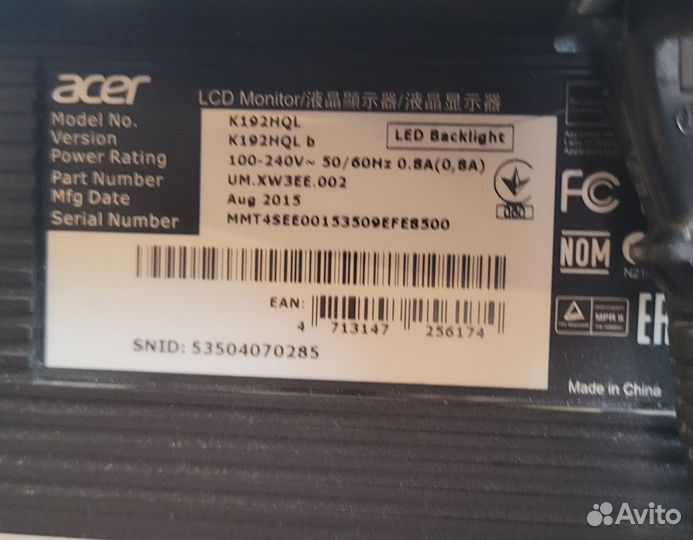 acer
LCD Monitor/液晶顯示器/液晶显示器
Model No. K192HQL
Version K192HQL b
LED Backlight
Power Rating 100-240V~ 50/60Hz 0.8A(0,8A)
Part Number UM.XW3EE.002
Mfg Date Aug 2015
Serial Number MMT4SEE00153509EFE8500
EAN:
4 713147 256174
SNID: 53504070285
FC
NOM
MPR II
Made in China
Avito